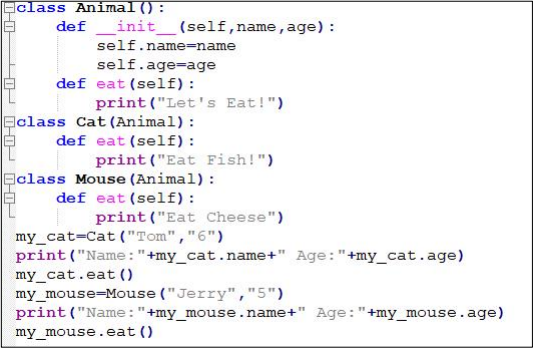 class Animal():
    def __init__(self,name,age):
        self.name=name
        self.age=age
    def eat(self):
        print("Let's Eat!")
class Cat(Animal):
    def eat(self):
        print("Eat Fish!")
class Mouse(Animal):
    def eat(self):
        print("Eat Cheese")
my_cat=Cat("Tom","6")
print("Name:"+my_cat.name+" Age:"+my_cat.age)
my_cat.eat()
my_mouse=Mouse("Jerry","5")
print("Name:"+my_mouse.name+" Age:"+my_mouse.age)
my_mouse.eat()